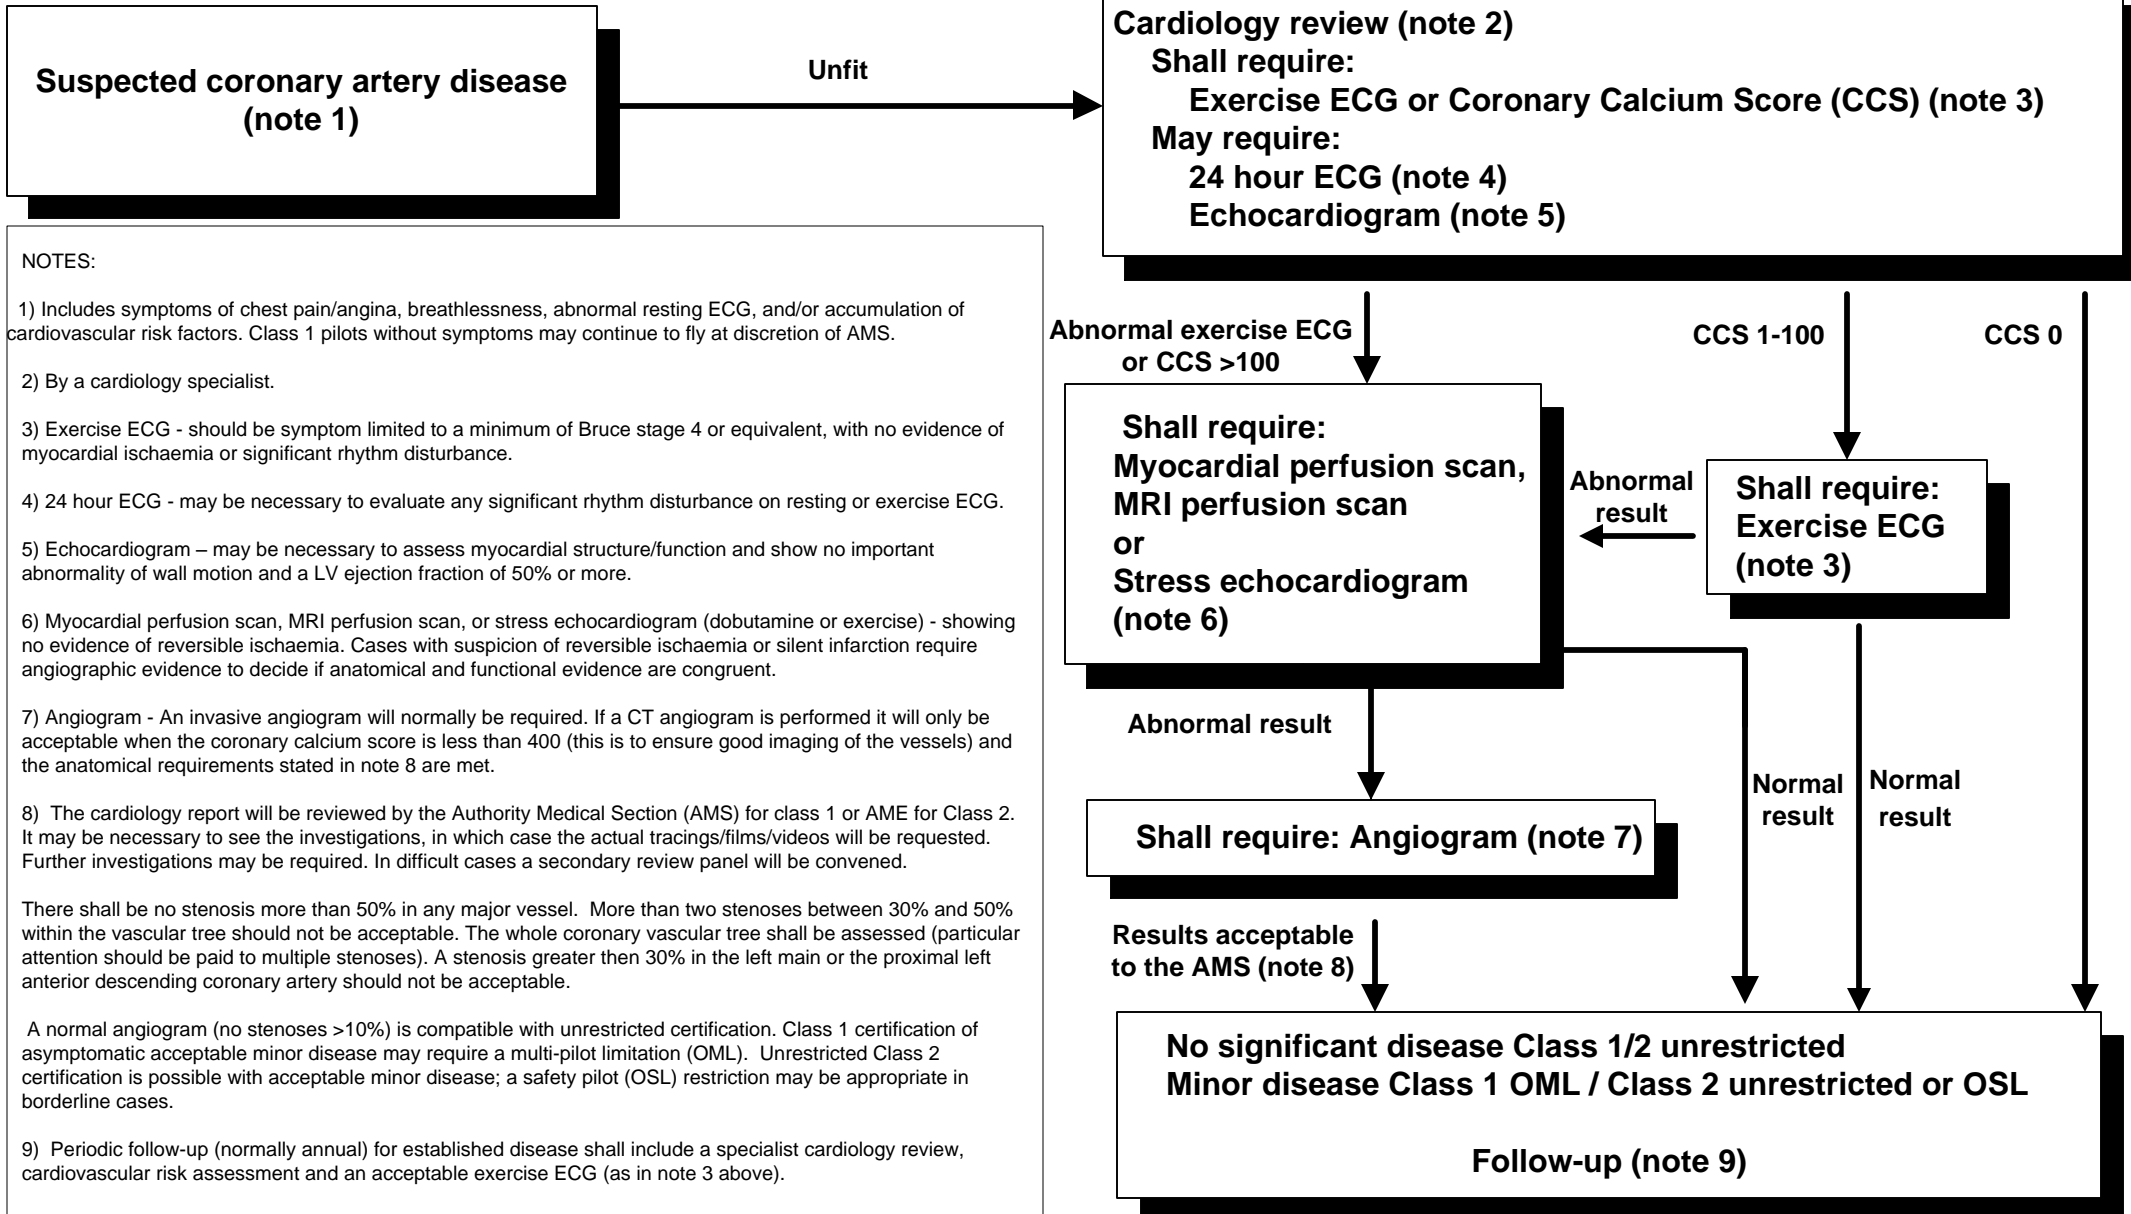 Suspected coronary artery disease
(note 1)
Unfit
Cardiology review (note 2)
Shall require:
Exercise ECG or Coronary Calcium Score (CCS) (note 3)
May require:
24 hour ECG (note 4)
Echocardiogram (note 5)
NOTES:
1) Includes symptoms of chest pain/angina, breathlessness, abnormal resting ECG, and/or accumulation of
cardiovascular risk factors. Class 1 pilots without symptoms may continue to fly at discretion of AMS.
2) By a cardiology specialist.
3) Exercise ECG - should be symptom limited to a minimum of Bruce stage 4 or equivalent, with no evidence of
myocardial ischaemia or significant rhythm disturbance.
4) 24 hour ECG - may be necessary to evaluate any significant rhythm disturbance on resting or exercise ECG.
5) Echocardiogram – may be necessary to assess myocardial structure/function and show no important
abnormality of wall motion and a LV ejection fraction of 50% or more.
6) Myocardial perfusion scan, MRI perfusion scan, or stress echocardiogram (dobutamine or exercise) - showing
no evidence of reversible ischaemia. Cases with suspicion of reversible ischaemia or silent infarction require
angiographic evidence to decide if anatomical and functional evidence are congruent.
7) Angiogram - An invasive angiogram will normally be required. If a CT angiogram is performed it will only be
acceptable when the coronary calcium score is less than 400 (this is to ensure good imaging of the vessels) and
the anatomical requirements stated in note 8 are met.
8) The cardiology report will be reviewed by the Authority Medical Section (AMS) for class 1 or AME for Class 2.
It may be necessary to see the investigations, in which case the actual tracings/films/videos will be requested.
Further investigations may be required. In difficult cases a secondary review panel will be convened.
There shall be no stenosis more than 50% in any major vessel. More than two stenoses between 30% and 50%
within the vascular tree should not be acceptable. The whole coronary vascular tree shall be assessed (particular
attention should be paid to multiple stenoses). A stenosis greater then 30% in the left main or the proximal left
anterior descending coronary artery should not be acceptable.
A normal angiogram (no stenoses >10%) is compatible with unrestricted certification. Class 1 certification of
asymptomatic acceptable minor disease may require a multi-pilot limitation (OML). Unrestricted Class 2
certification is possible with acceptable minor disease; a safety pilot (OSL) restriction may be appropriate in
borderline cases.
9) Periodic follow-up (normally annual) for established disease shall include a specialist cardiology review,
cardiovascular risk assessment and an acceptable exercise ECG (as in note 3 above).
Abnormal exercise ECG
or CCS >100
CCS 1-100
CCS 0
Shall require:
Myocardial perfusion scan,
MRI perfusion scan
or
Stress echocardiogram
(note 6)
Abnormal
result
Shall require:
Exercise ECG
(note 3)
Abnormal result
Normal
result
Normal
result
Shall require: Angiogram (note 7)
Results acceptable
to the AMS (note 8)
No significant disease Class 1/2 unrestricted
Minor disease Class 1 OML / Class 2 unrestricted or OSL
Follow-up (note 9)